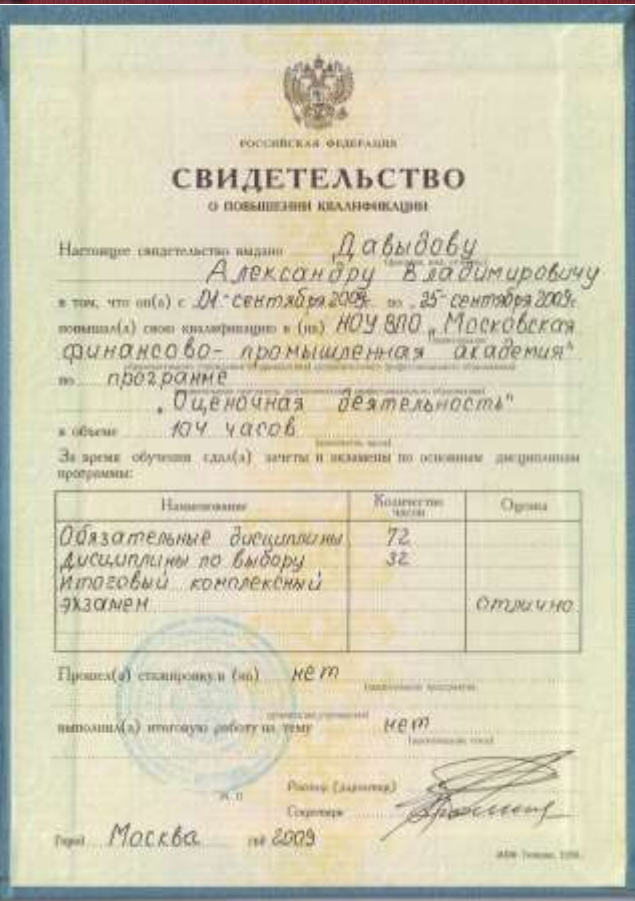 РОССИЙСКАЯ ФЕДЕРАЦИЯ
СВИДЕТЕЛЬСТВО
О ПОВЫШЕНИИ КВАЛИФИКАЦИИ
Настоящее свидетельство выдано Давыдову
Александру Владимировичу
в том, что он(а) с „01“ сентября 2009г. по „25“ сентября 2009г.
повышал(а) свою квалификацию в (на) НОУ ВПО „Московская
финансово-промышленная академия"
по программе
„Оценочная деятельность"
в объеме 104 часов
За время обучения сдал(а) зачеты и экзамены по основным дисциплинам
программы:
Наименование Количество часов Оценка
Обязательные дисциплины 72
Дисциплины по выбору 32
Итоговый комплексный
экзамен отлично
Прошел(а) стажировку в (на) нет
выполнил(а) итоговую работу на тему нет
М. П. Ректор (директор)
Секретарь
Город Москва год 2009